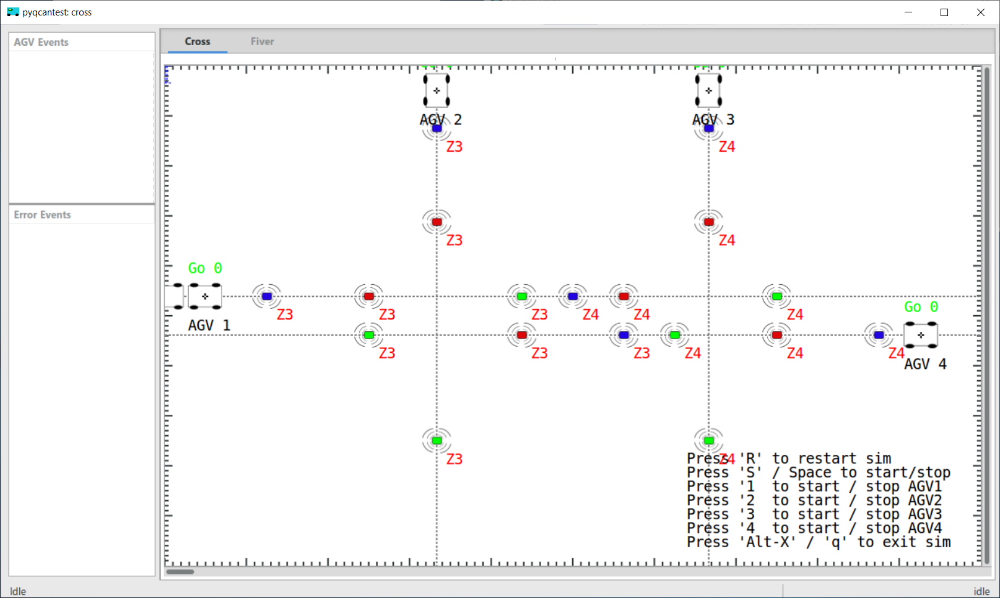 pyqcantest: cross
AGV Events
Error Events
Cross
Fiver
AGV 2
AGV 3
Z3
Z4
Z3
Z4
Go 0
AGV 1
Z3
Z3
Z3
Z4
Z4
Z4
Go 0
Z3
Z3
Z3
Z4
Z4
Z4
AGV 4
Z3
Z4
Press 'R' to restart sim
Press 'S' / Space to start/stop
Press '1  to start / stop AGV1
Press '2  to start / stop AGV2
Press '3  to start / stop AGV3
Press '4  to start / stop AGV4
Press 'Alt-X' / 'q' to exit sim
Idle
idle